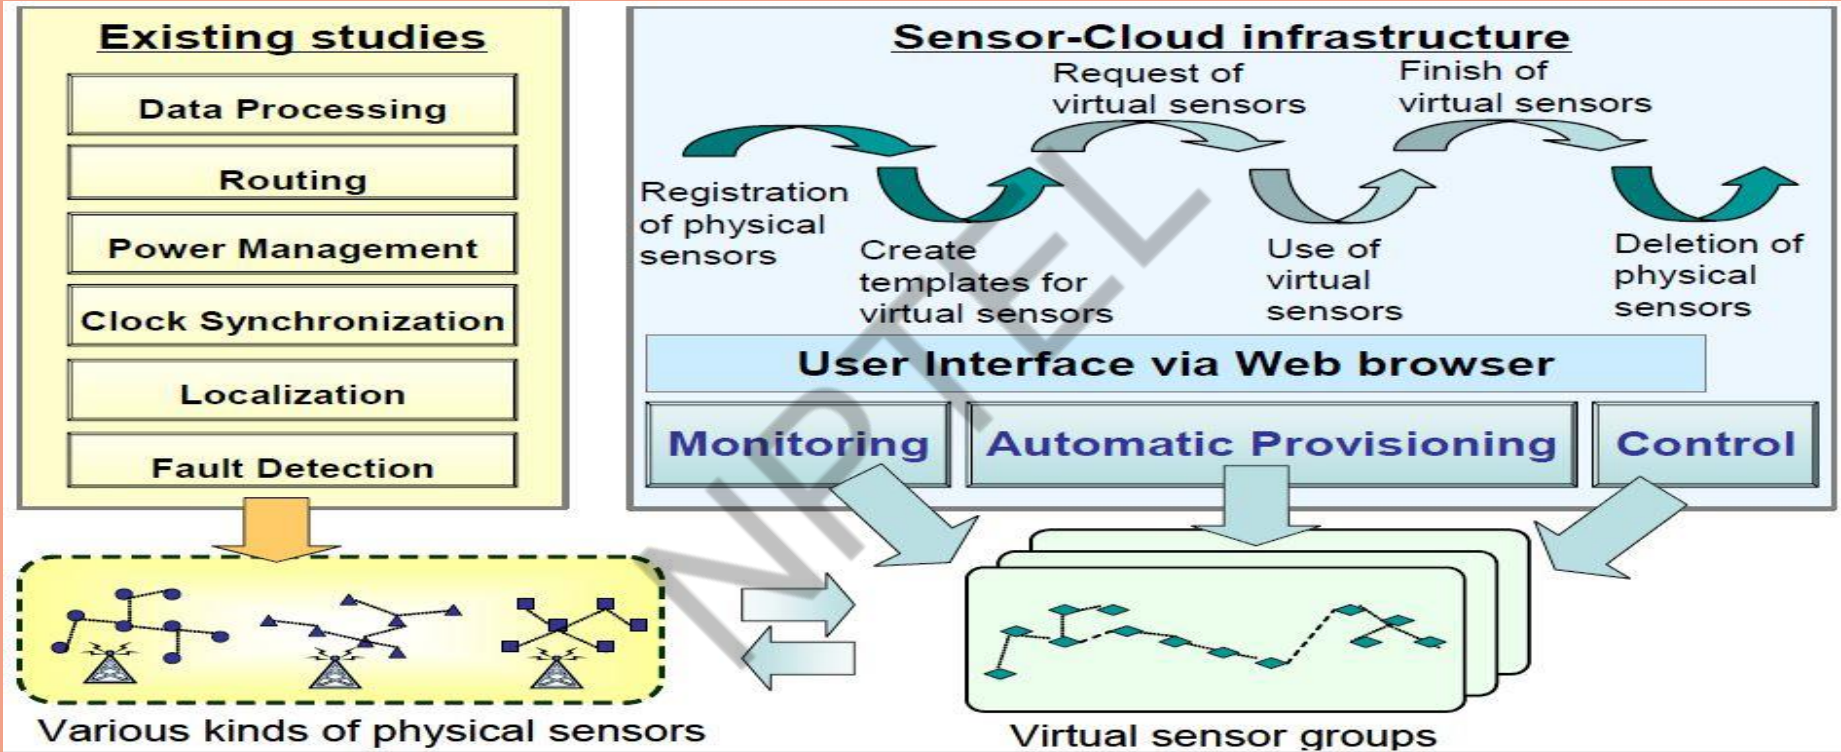 Existing studies
Data Processing
Routing
Power Management
Clock Synchronization
Localization
Fault Detection
Various kinds of physical sensors
Sensor-Cloud infrastructure
Registration
of physical
sensors
Create
templates for
virtual sensors
Request of
virtual sensors
Use of
virtual
sensors
Finish of
virtual sensors
Deletion of
physical
sensors
User Interface via Web browser
Monitoring
Automatic Provisioning
Control
Virtual sensor groups
NPTEL